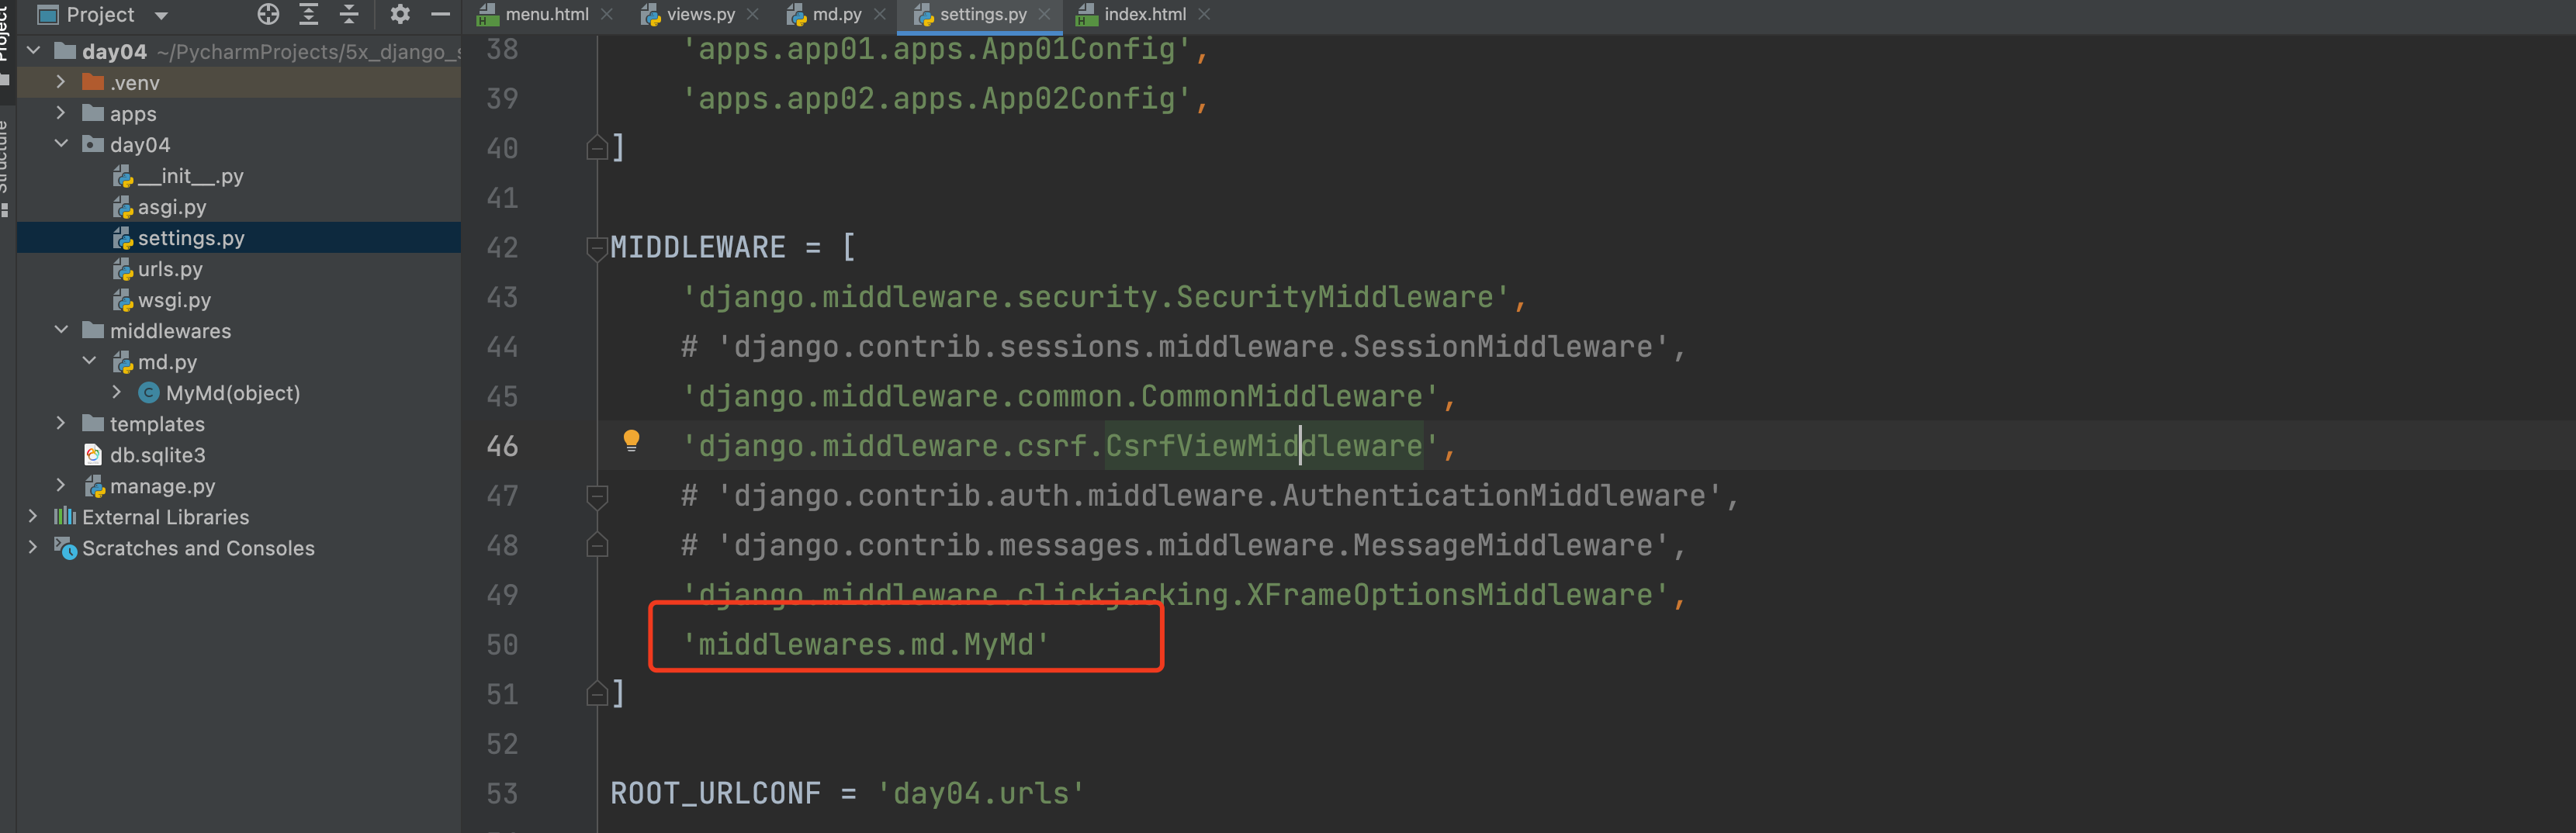 Project
menu.html
views.py
md.py
settings.py
index.html
Project
Structure
day04 ~/PycharmProjects/5x_django_s
.venv
apps
day04
__init__.py
asgi.py
settings.py
urls.py
wsgi.py
middlewares
md.py
MyMd(object)
templates
db.sqlite3
manage.py
External Libraries
Scratches and Consoles
38 'apps.app01.apps.App01Config',
39 'apps.app02.apps.App02Config',
40 ]
41
42 MIDDLEWARE = [
43 'django.middleware.security.SecurityMiddleware',
44 # 'django.contrib.sessions.middleware.SessionMiddleware',
45 'django.middleware.common.CommonMiddleware',
46 'django.middleware.csrf.CsrfViewMiddleware',
47 # 'django.contrib.auth.middleware.AuthenticationMiddleware',
48 # 'django.contrib.messages.middleware.MessageMiddleware',
49 'django.middleware.clickjacking.XFrameOptionsMiddleware',
50 'middlewares.md.MyMd'
51 ]
52
53 ROOT_URLCONF = 'day04.urls'